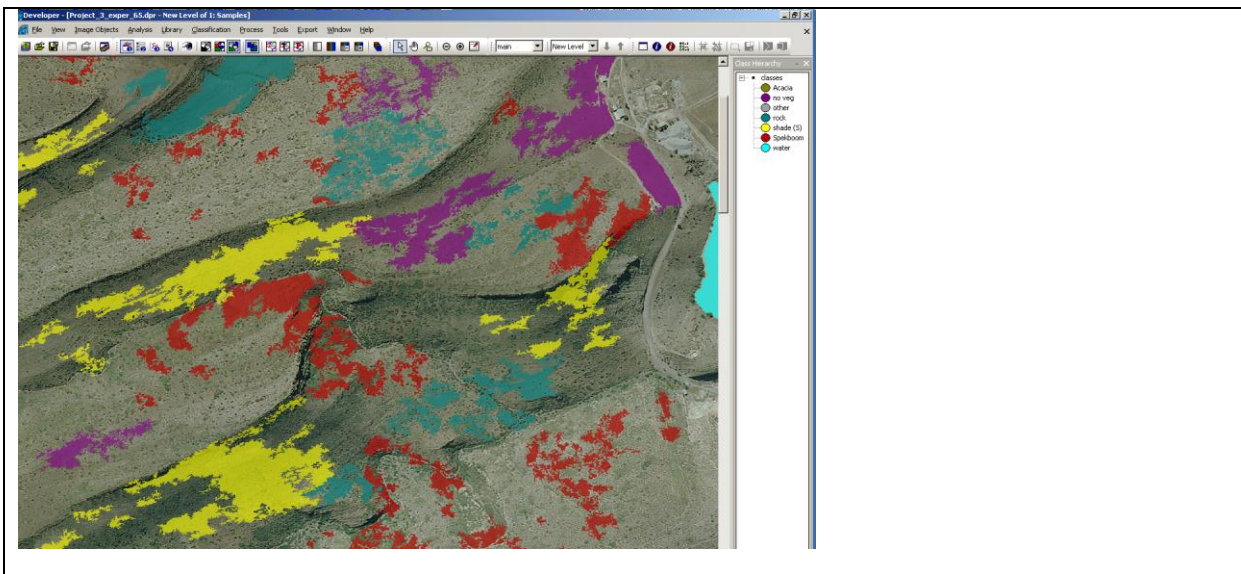 Developer - [Project_3_exper_65.dpr - New Level of 1: Samples]
File View Image Objects Analysis Library Classification Process Tools Export Window Help
main New Level
Class Hierarchy
classes
Acacia
no veg
other
rock
shade (S)
Spekboom
water